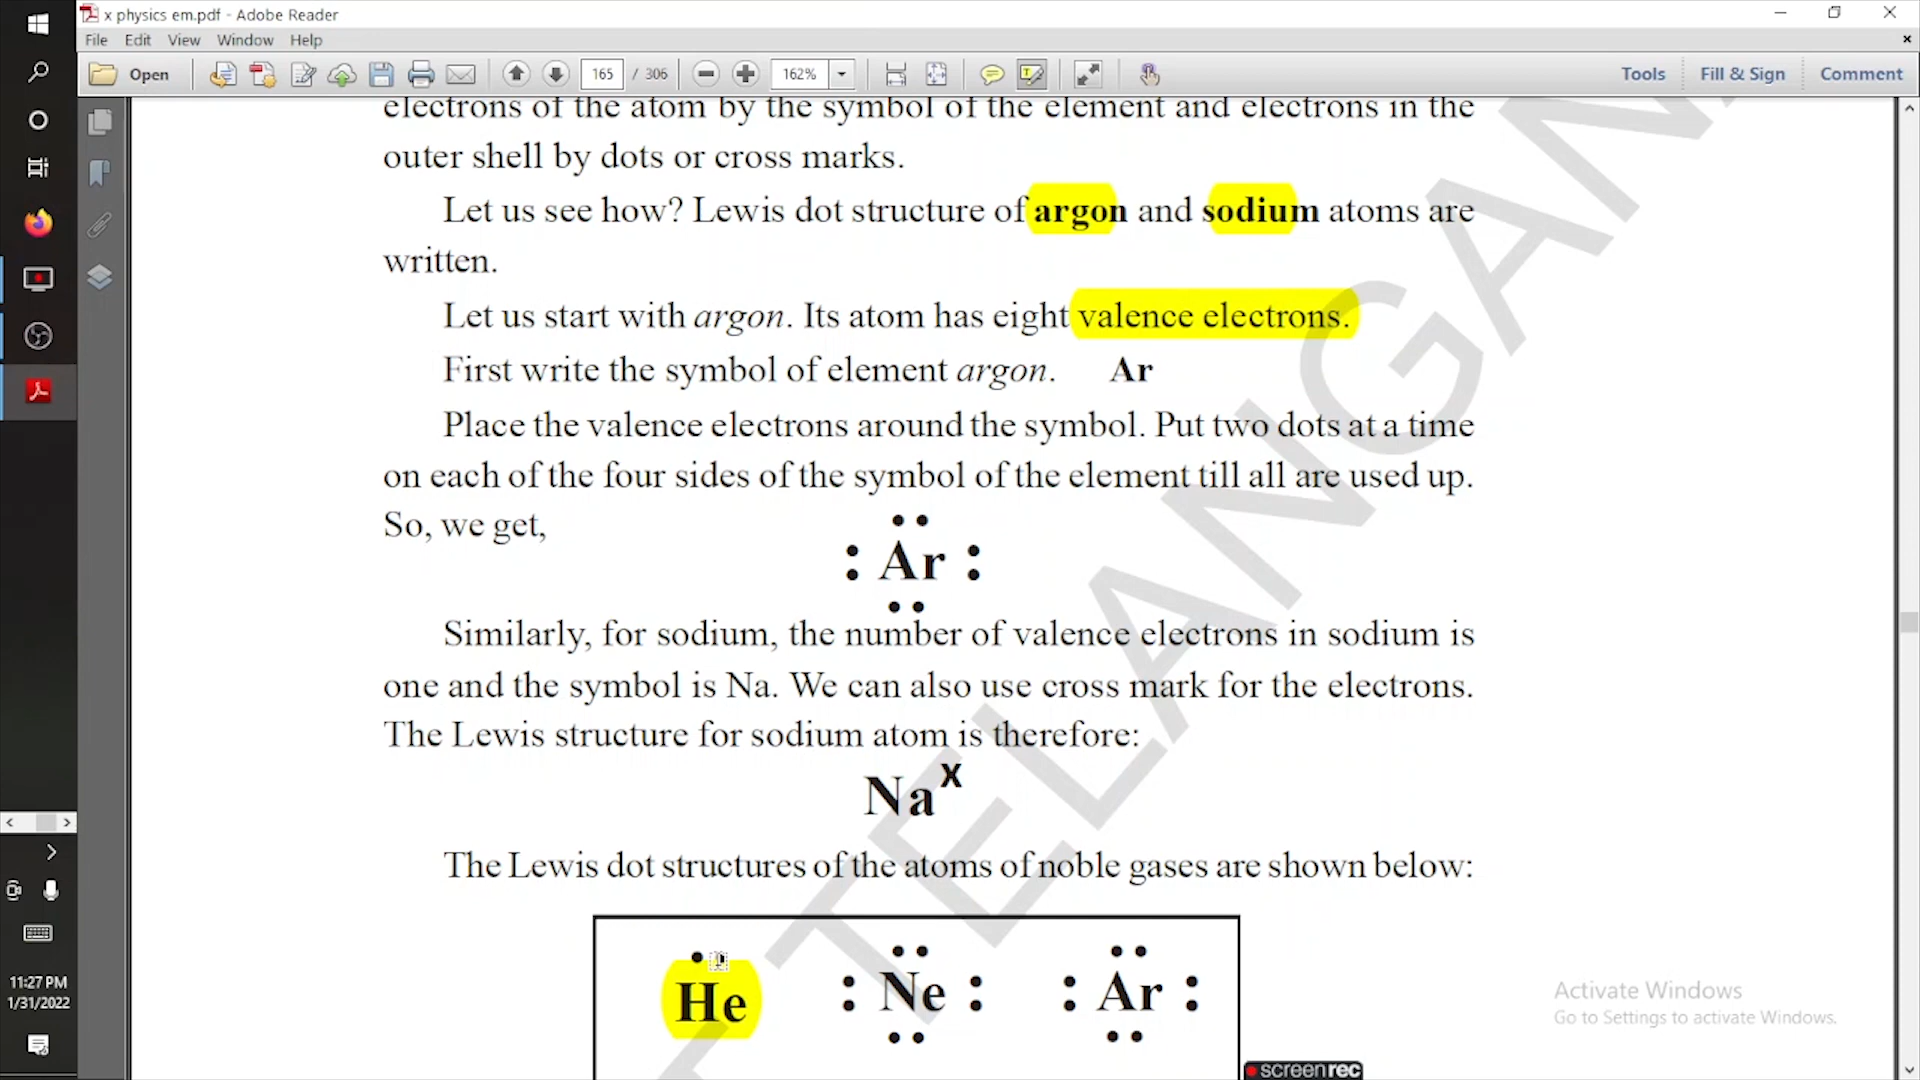 x physics em.pdf - Adobe Reader
File Edit View Window Help
Open 165 / 306 162% Tools Fill & Sign Comment
electrons of the atom by the symbol of the element and electrons in the
outer shell by dots or cross marks.
Let us see how? Lewis dot structure of argon and sodium atoms are
written.
Let us start with argon. Its atom has eight valence electrons.
First write the symbol of element argon. Ar
Place the valence electrons around the symbol. Put two dots at a time
on each of the four sides of the symbol of the element till all are used up.
So, we get,
Ar
Similarly, for sodium, the number of valence electrons in sodium is
one and the symbol is Na. We can also use cross mark for the electrons.
The Lewis structure for sodium atom is therefore:
Na x
The Lewis dot structures of the atoms of noble gases are shown below:
He Ne Ar
11:27 PM
1/31/2022
Activate Windows
Go to Settings to activate Windows.
screenrec